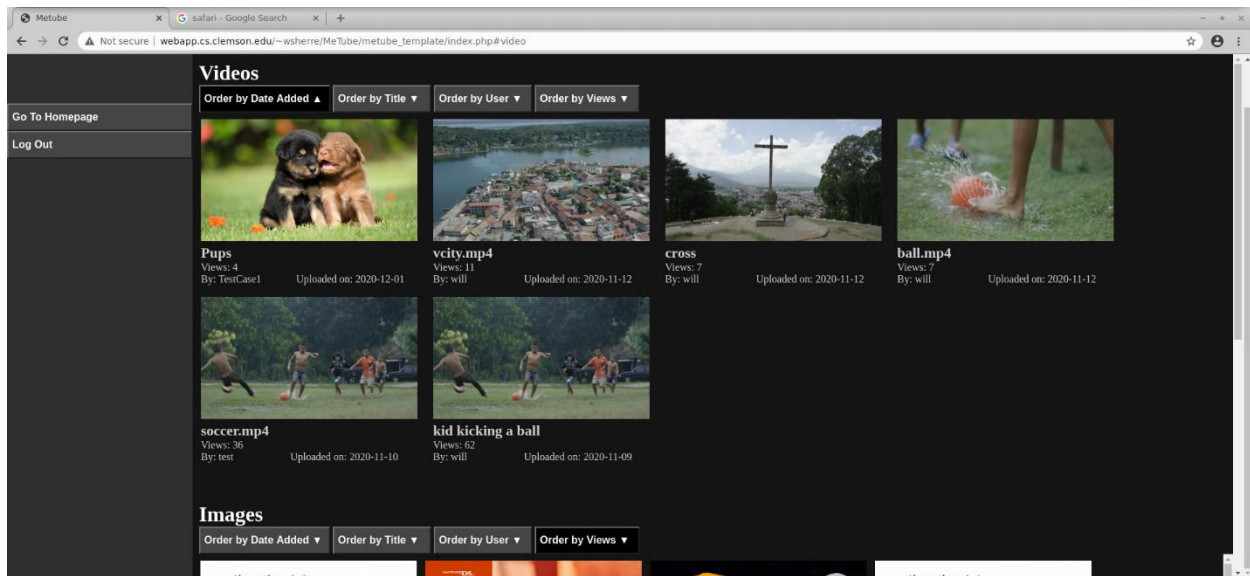 Metube
safari - Google Search
Not secure | webapp.cs.clemson.edu/~wsherre/MeTube/metube_template/index.php#video
Go To Homepage
Log Out
Videos
Order by Date Added ▲ Order by Title ▼ Order by User ▼ Order by Views ▼
Pups
Views: 4
By: TestCase1 Uploaded on: 2020-12-01
vcity.mp4
Views: 11
By: will Uploaded on: 2020-11-12
cross
Views: 7
By: will Uploaded on: 2020-11-12
ball.mp4
Views: 7
By: will Uploaded on: 2020-11-12
soccer.mp4
Views: 36
By: test Uploaded on: 2020-11-10
kid kicking a ball
Views: 62
By: will Uploaded on: 2020-11-09
Images
Order by Date Added ▼ Order by Title ▼ Order by User ▼ Order by Views ▼